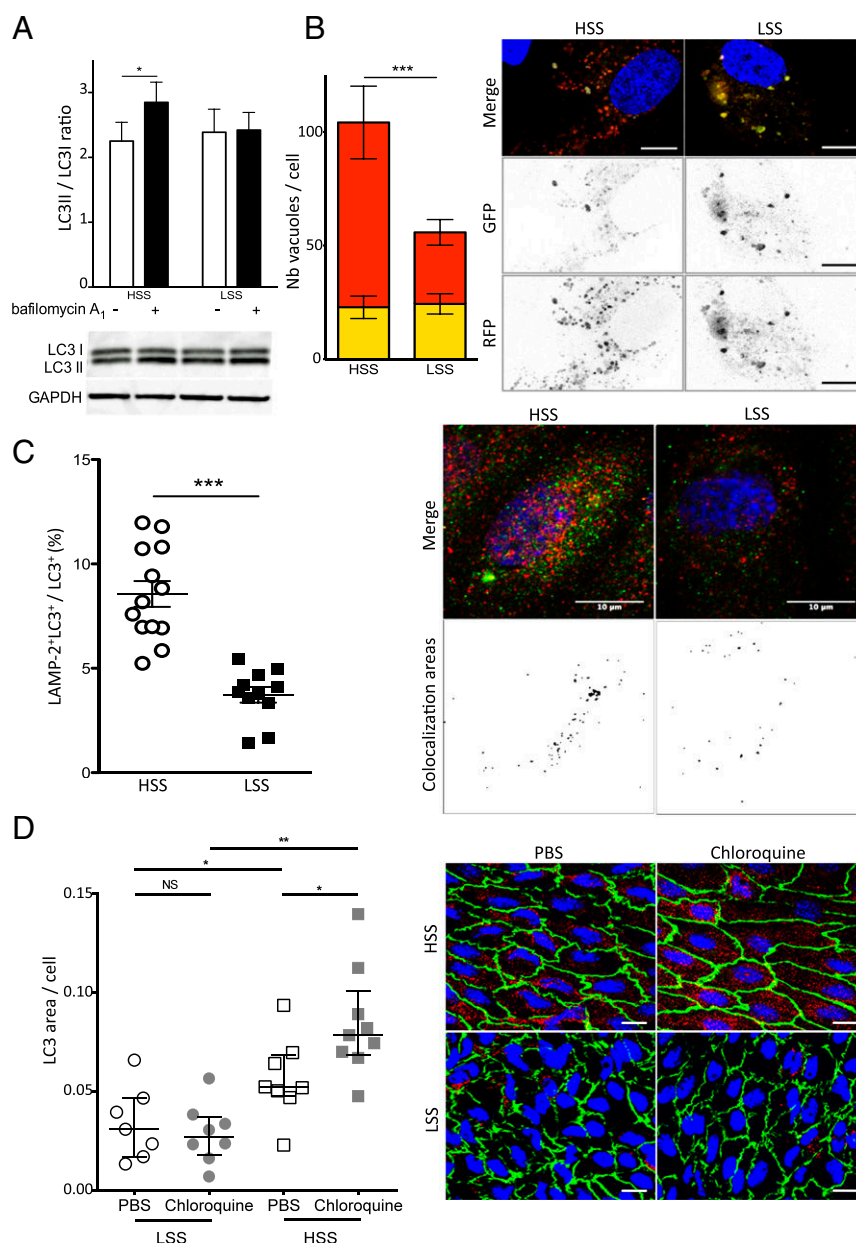 A
LC3II / LC3I ratio
3
2
1
0
*
HSS
LSS
bafilomycin A1
-
+
-
+
LC3 I
LC3 II
GAPDH
B
Nb vacuoles / cell
100
50
0
***
HSS
LSS
HSS
LSS
Merge
GFP
RFP
C
LAMP-2+LC3+ / LC3+ (%)
15
10
5
0
***
HSS
LSS
HSS
LSS
Merge
10 μm
10 μm
Colocalization areas
D
LC3 area / cell
0.15
0.10
0.05
0.00
**
*
NS
*
PBS
Chloroquine
PBS
Chloroquine
LSS
HSS
PBS
Chloroquine
HSS
LSS